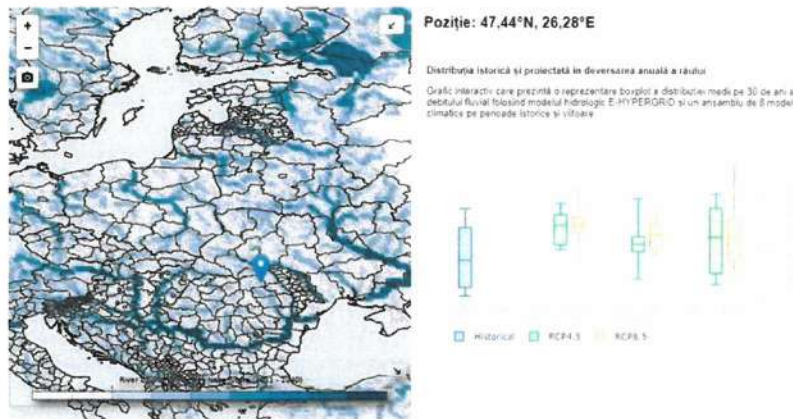 +
−
Poziție: 47,44°N, 26,28°E
Distribuția istorică și proiectată în deversarea anuală a râului
Grafic interactiv care prezintă o reprezentare boxplot a distribuției medii pe 30 de ani a
debitului fluvial folosind modelul hidrologic E-HYPERGRID și un ansamblu de 8 modele
climatice pe perioade istorice și viitoare
Historical RCP4.5 RCP8.5
River